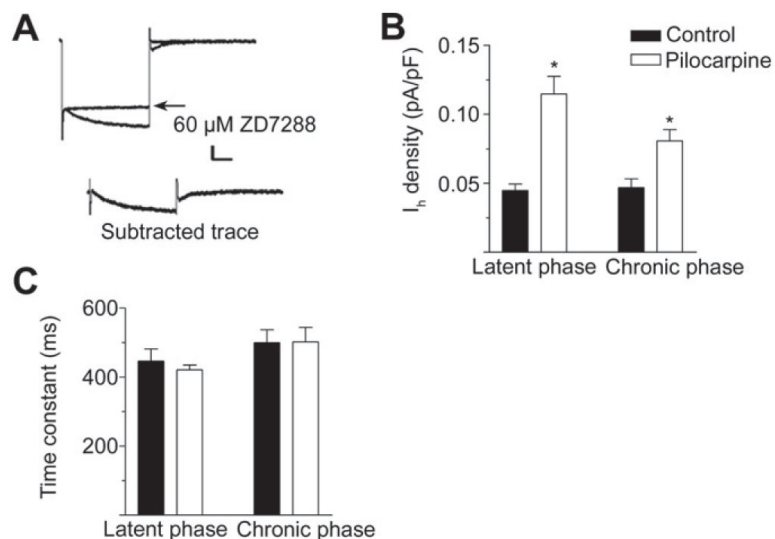 A
60 µM ZD7288
Subtracted trace
B
Control
Pilocarpine
0.15
0.10
0.05
Iₕ density (pA/pF)
*
*
Latent phase Chronic phase
C
600
400
200
Time constant (ms)
Latent phase Chronic phase